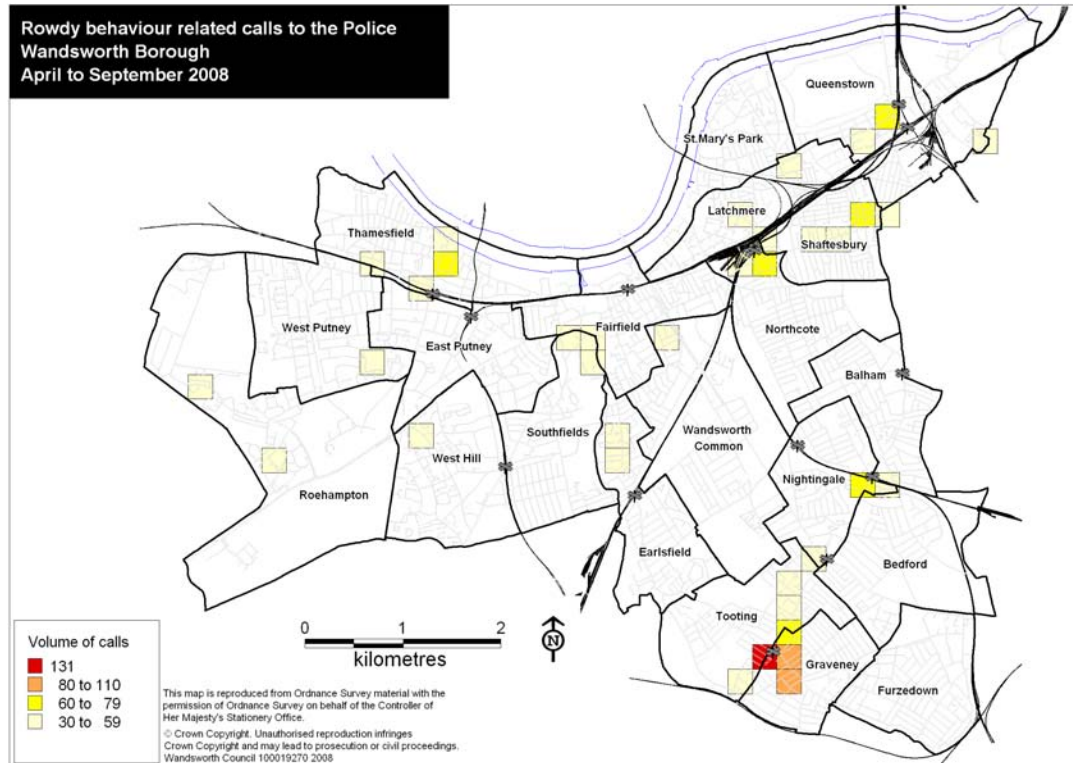 Rowdy behaviour related calls to the Police
Wandsworth Borough
April to September 2008
Queenstown
St.Mary's Park
Latchmere
Shaftesbury
Thamesfield
West Putney
East Putney
Fairfield
Northcote
Balham
Southfields
West Hill
Wandsworth
Common
Nightingale
Roehampton
Earlsfield
Bedford
Tooting
Graveney
Furzedown
Volume of calls
131
80 to 110
60 to 79
30 to 59
0 1 2
kilometres
N
This map is reproduced from Ordnance Survey material with the
permission of Ordnance Survey on behalf of the Controller of
Her Majesty's Stationery Office.
© Crown Copyright. Unauthorised reproduction infringes
Crown Copyright and may lead to prosecution or civil proceedings.
Wandsworth Council 100019270 2008